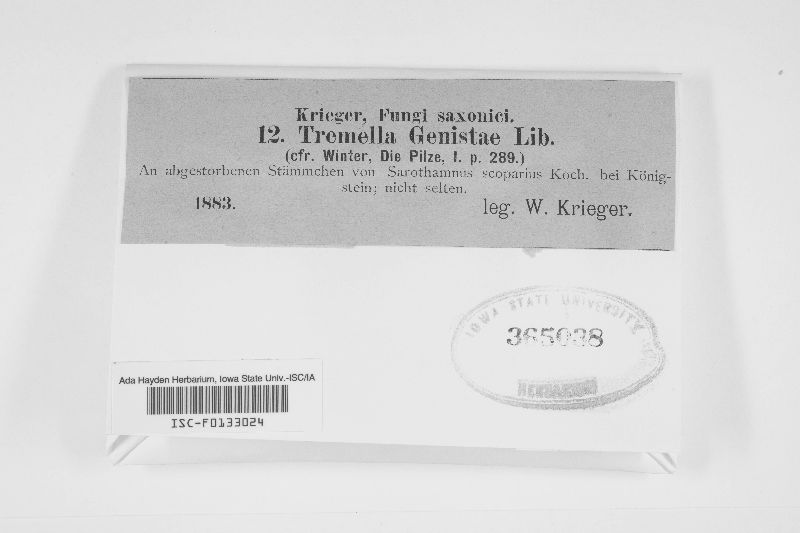 Krieger, Fungi saxonici.
12. Tremella Genistae Lib.
(cfr. Winter, Die Pilze, I. p. 289.)
An abgestorbenen Stämmchen von Sarothamnus scoparius Koch. bei König-
stein; nicht selten.
1883. leg. W. Krieger.
IOWA STATE UNIVERSITY
365038
HERBARIUM
Ada Hayden Herbarium, Iowa State Univ.-ISC/IA
ISC-F0133024